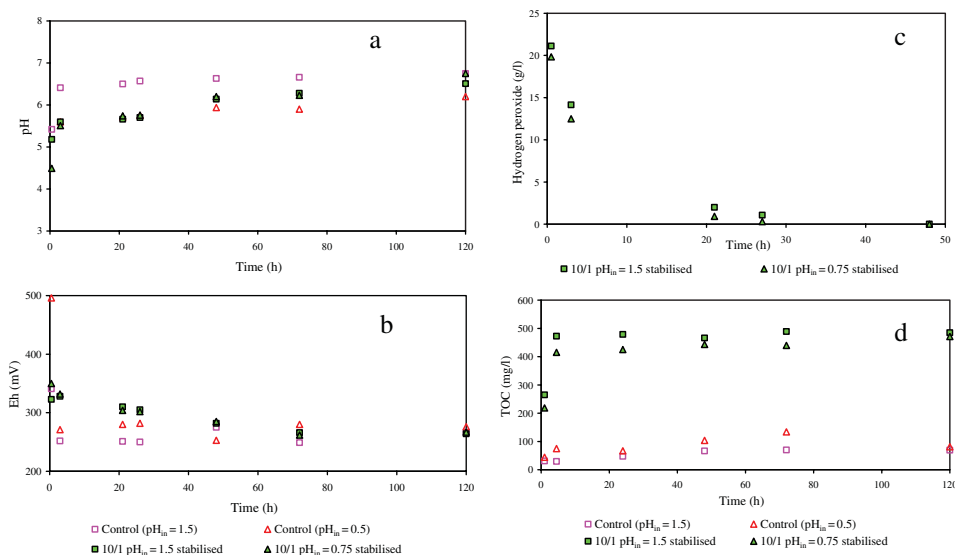 a
8
7
6
5
4
3
pH
0 20 40 60 80 100 120
Time (h)
c
25
20
15
10
5
0
Hydrogen peroxide (g/l)
0 10 20 30 40 50
Time (h)
10/1 pHin = 1.5 stabilised 10/1 pHin = 0.75 stabilised
b
500
400
300
200
Eh (mV)
0 20 40 60 80 100 120
Time (h)
Control (pHin = 1.5) Control (pHin = 0.5)
10/1 pHin = 1.5 stabilised 10/1 pHin = 0.75 stabilised
d
600
500
400
300
200
100
0
TOC (mg/l)
0 20 40 60 80 100 120
Time (h)
Control (pHin = 1.5) Control (pHin = 0.5)
10/1 pHin = 1.5 stabilised 10/1 pHin = 0.75 stabilised